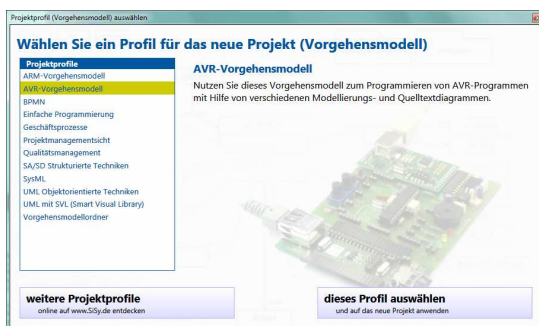 Projektprofil (Vorgehensmodell) auswählen
Wählen Sie ein Profil für das neue Projekt (Vorgehensmodell)
Projektprofile
ARM-Vorgehensmodell
AVR-Vorgehensmodell
BPMN
Einfache Programmierung
Geschäftsprozesse
Projektmanagementsicht
Qualitätsmanagement
SA/SD Strukturierte Techniken
SysML
UML Objektorientierte Techniken
UML mit SVL (Smart Visual Library)
Vorgehensmodellordner
AVR-Vorgehensmodell
Nutzen Sie dieses Vorgehensmodell zum Programmieren von AVR-Programmen
mit Hilfe von verschiedenen Modellierungs- und Quelltextdiagrammen.
weitere Projektprofile
online auf www.SiSy.de entdecken
dieses Profil auswählen
und auf das neue Projekt anwenden